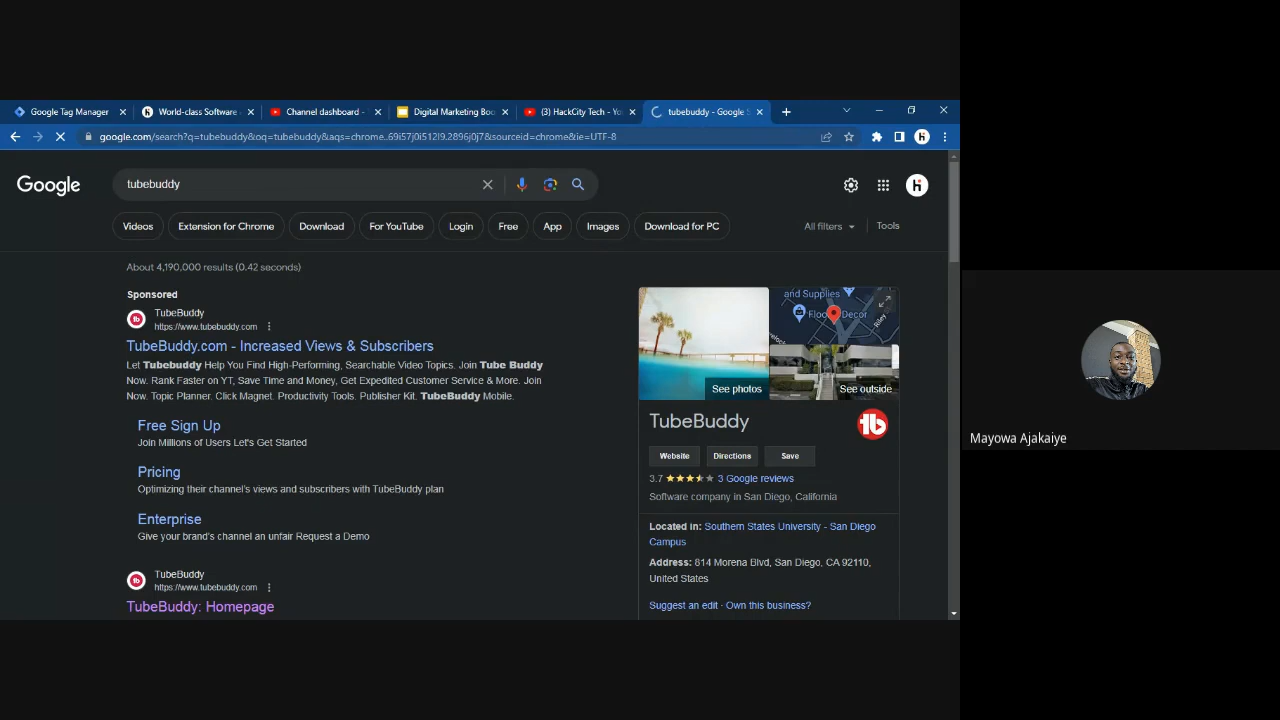 Google Tag Manager
World-class Software
Channel dashboard -
Digital Marketing Boo
(3) HackCity Tech - Yo
tubebuddy - Google S
google.com/search?q=tubebuddy&oq=tubebuddy&aqs=chrome..69i57j0i512l9.2896j0j7&sourceid=chrome&ie=UTF-8
Google
tubebuddy
Videos
Extension for Chrome
Download
For YouTube
Login
Free
App
Images
Download for PC
All filters
Tools
About 4,190,000 results (0.42 seconds)
Sponsored
TubeBuddy
https://www.tubebuddy.com
TubeBuddy.com - Increased Views & Subscribers
Let Tubebuddy Help You Find High-Performing, Searchable Video Topics. Join Tube Buddy
Now. Rank Faster on YT, Save Time and Money, Get Expedited Customer Service & More. Join
Now. Topic Planner. Click Magnet. Productivity Tools. Publisher Kit. TubeBuddy Mobile.
Free Sign Up
Join Millions of Users Let's Get Started
Pricing
Optimizing their channel's views and subscribers with TubeBuddy plan
Enterprise
Give your brand's channel an unfair Request a Demo
TubeBuddy
https://www.tubebuddy.com
TubeBuddy: Homepage
and Supplies
Floor Decor
See photos
See outside
TubeBuddy
Website
Directions
Save
3.7
3 Google reviews
Software company in San Diego, California
Located in: Southern States University - San Diego
Campus
Address: 814 Morena Blvd, San Diego, CA 92110,
United States
Suggest an edit · Own this business?
Mayowa Ajakaiye